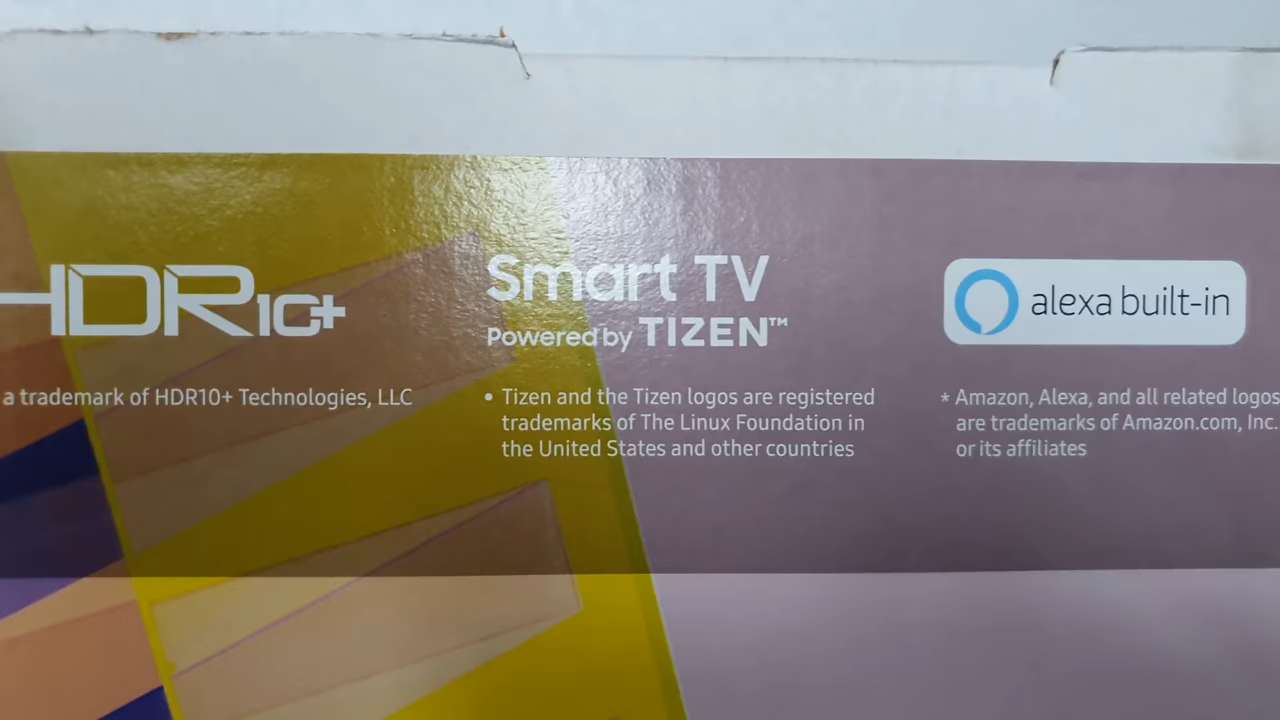 HDR10+
a trademark of HDR10+ Technologies, LLC
Smart TV
Powered by TIZEN™
• Tizen and the Tizen logos are registered
trademarks of The Linux Foundation in
the United States and other countries
alexa built-in
* Amazon, Alexa, and all related logos
are trademarks of Amazon.com, Inc.
or its affiliates